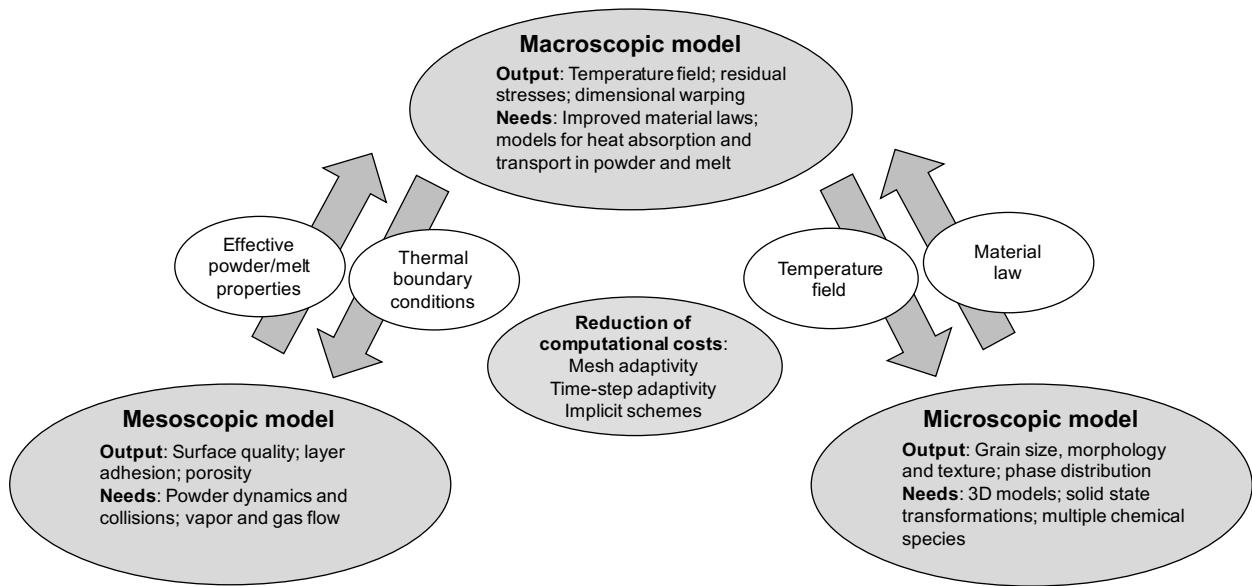 Macroscopic model
Output: Temperature field; residual
stresses; dimensional warping
Needs: Improved material laws;
models for heat absorption and
transport in powder and melt
Effective
powder/melt
properties
Thermal
boundary
conditions
Temperature
field
Material
law
Reduction of
computational costs:
Mesh adaptivity
Time-step adaptivity
Implicit schemes
Mesoscopic model
Output: Surface quality; layer
adhesion; porosity
Needs: Powder dynamics and
collisions; vapor and gas flow
Microscopic model
Output: Grain size, morphology
and texture; phase distribution
Needs: 3D models; solid state
transformations; multiple chemical
species